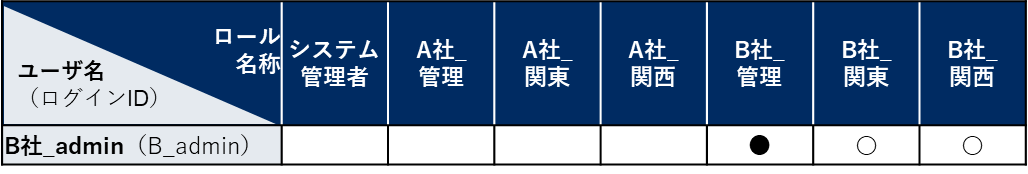 ロール
名称
ユーザ名
（ログインID）
システム
管理者
A社_
管理
A社_
関東
A社_
関西
B社_
管理
B社_
関東
B社_
関西
B社_admin（B_admin） ● ○ ○